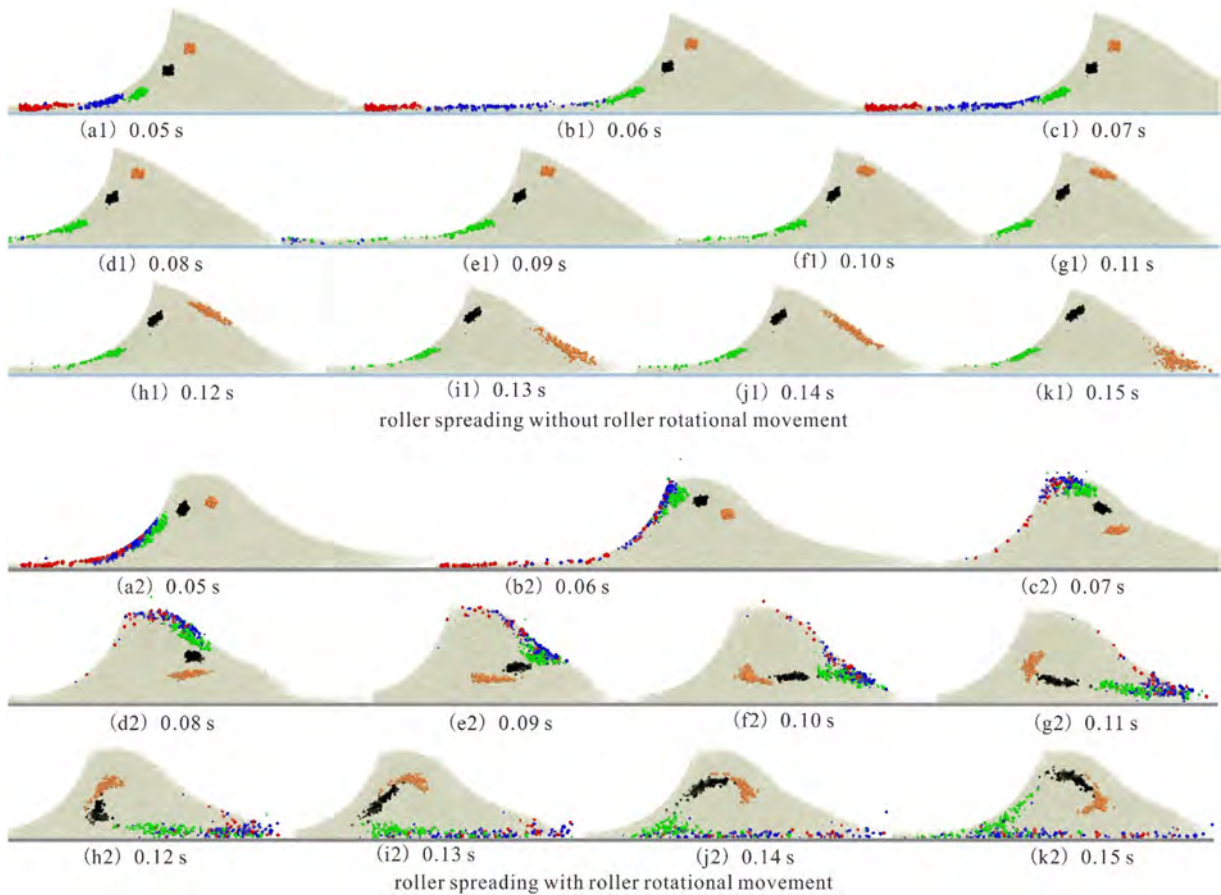 (a1) 0.05 s (b1) 0.06 s (c1) 0.07 s
(d1) 0.08 s (e1) 0.09 s (f1) 0.10 s (g1) 0.11 s
(h1) 0.12 s (i1) 0.13 s (j1) 0.14 s (k1) 0.15 s
roller spreading without roller rotational movement
(a2) 0.05 s (b2) 0.06 s (c2) 0.07 s
(d2) 0.08 s (e2) 0.09 s (f2) 0.10 s (g2) 0.11 s
(h2) 0.12 s (i2) 0.13 s (j2) 0.14 s (k2) 0.15 s
roller spreading with roller rotational movement